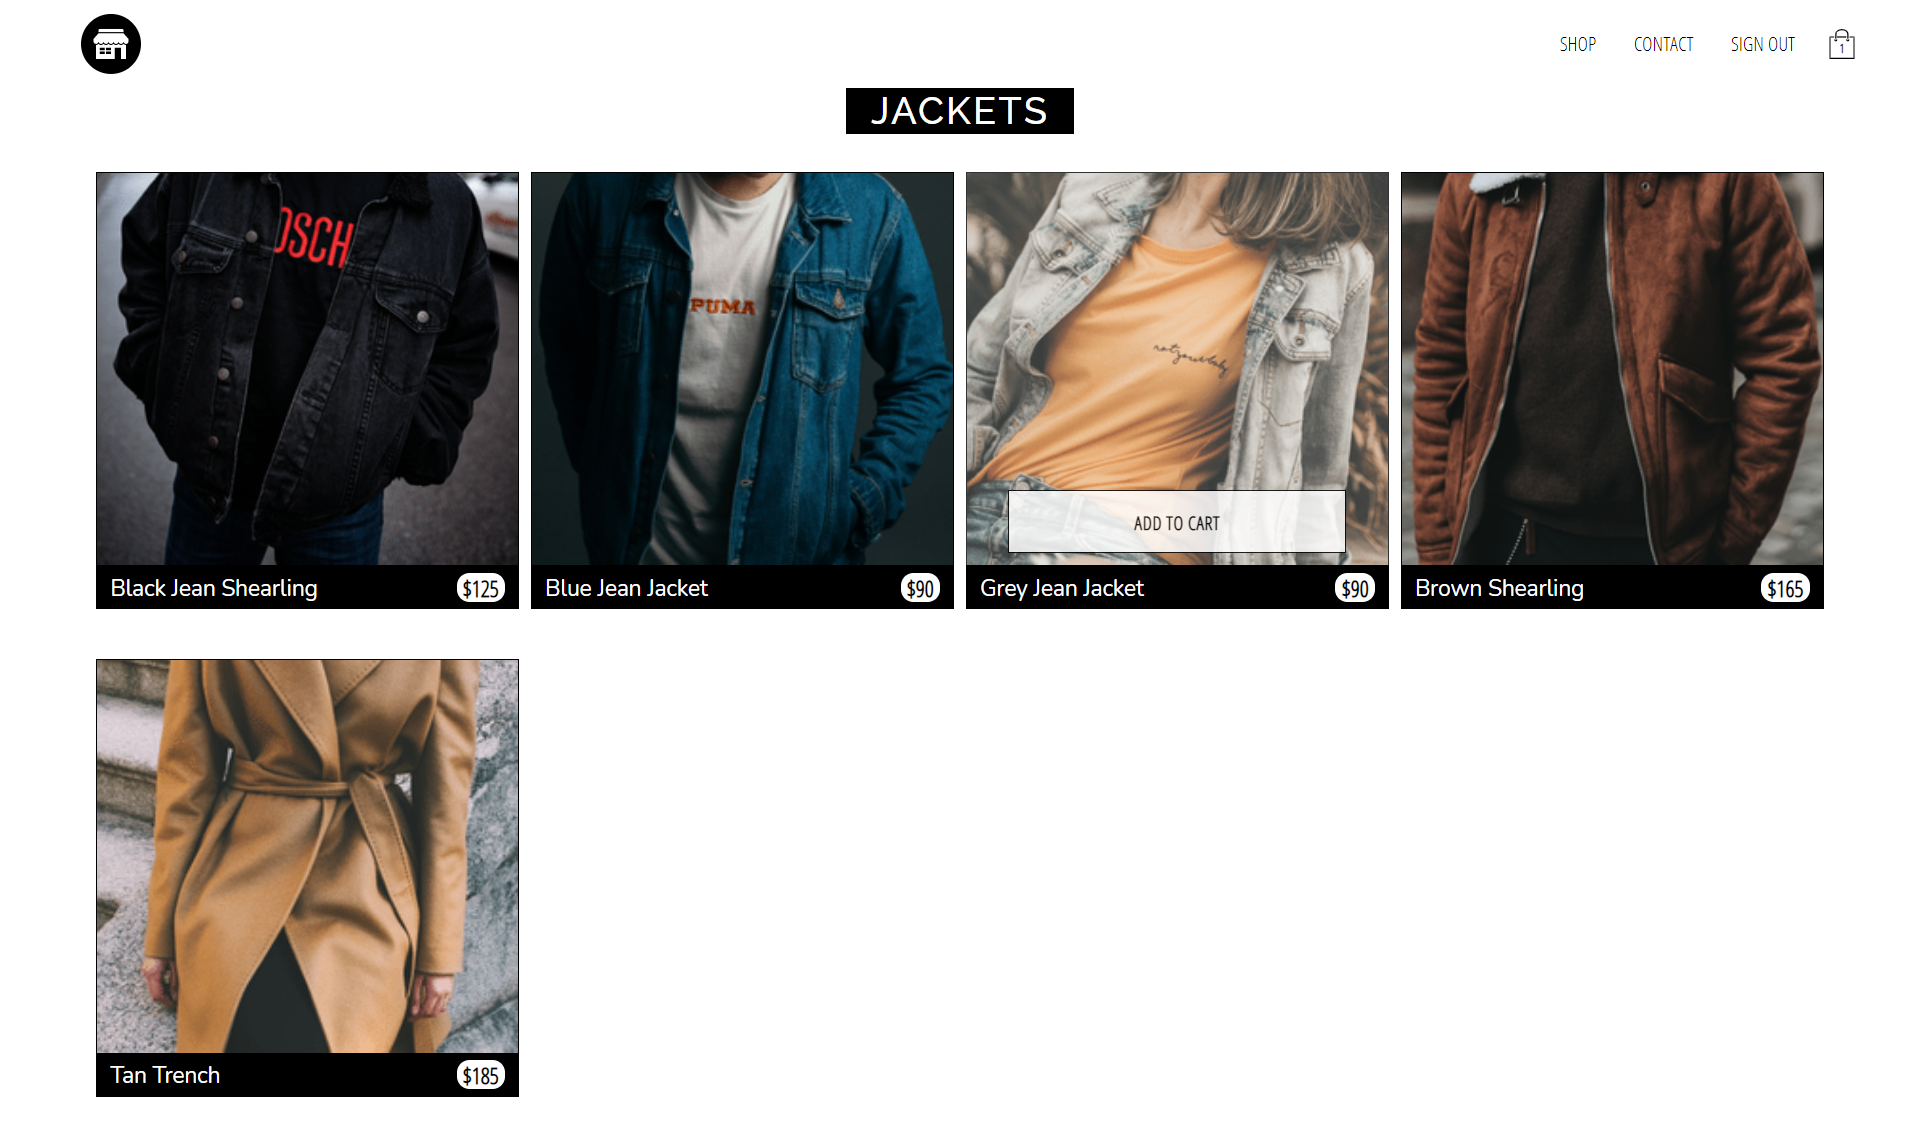 SHOP CONTACT SIGN OUT 1
JACKETS
OSCH
PUMA
notyourbaby
ADD TO CART
Black Jean Shearling $125
Blue Jean Jacket $90
Grey Jean Jacket $90
Brown Shearling $165
Tan Trench $185